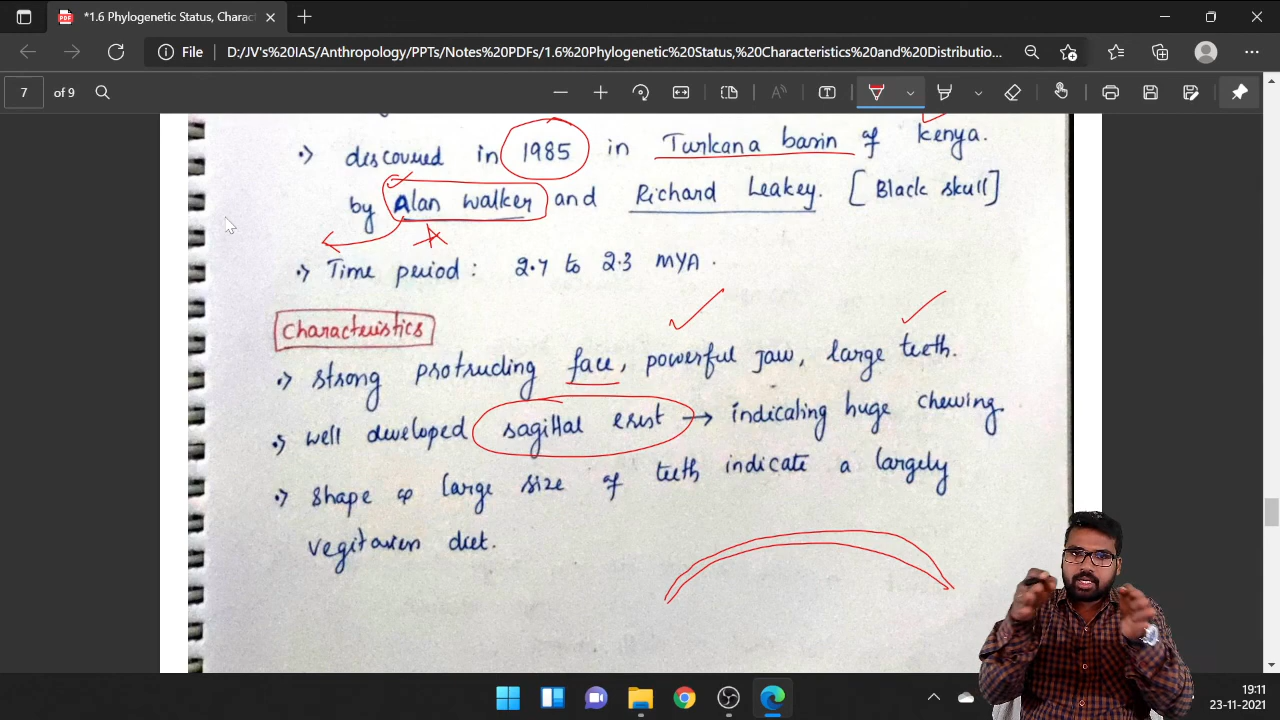 *1.6 Phylogenetic Status, Charac
File D:/JV's%20IAS/Anthropology/PPTs/Notes%20PDFs/1.6%20Phylogenetic%20Status,%20Characteristics%20and%20Distributio...
7 of 9
discovered in 1985 in Turkana basin of Kenya.
by Alan walker and Richard Leakey. [Black skull]
Time period: 2.7 to 2.3 MYA.
Characteristics
strong protruding face, powerful jaw, large teeth.
well developed sagittal crest → indicating huge chewing.
shape & large size of teeth indicate a largely
vegitarien diet.
19:11
23-11-2021